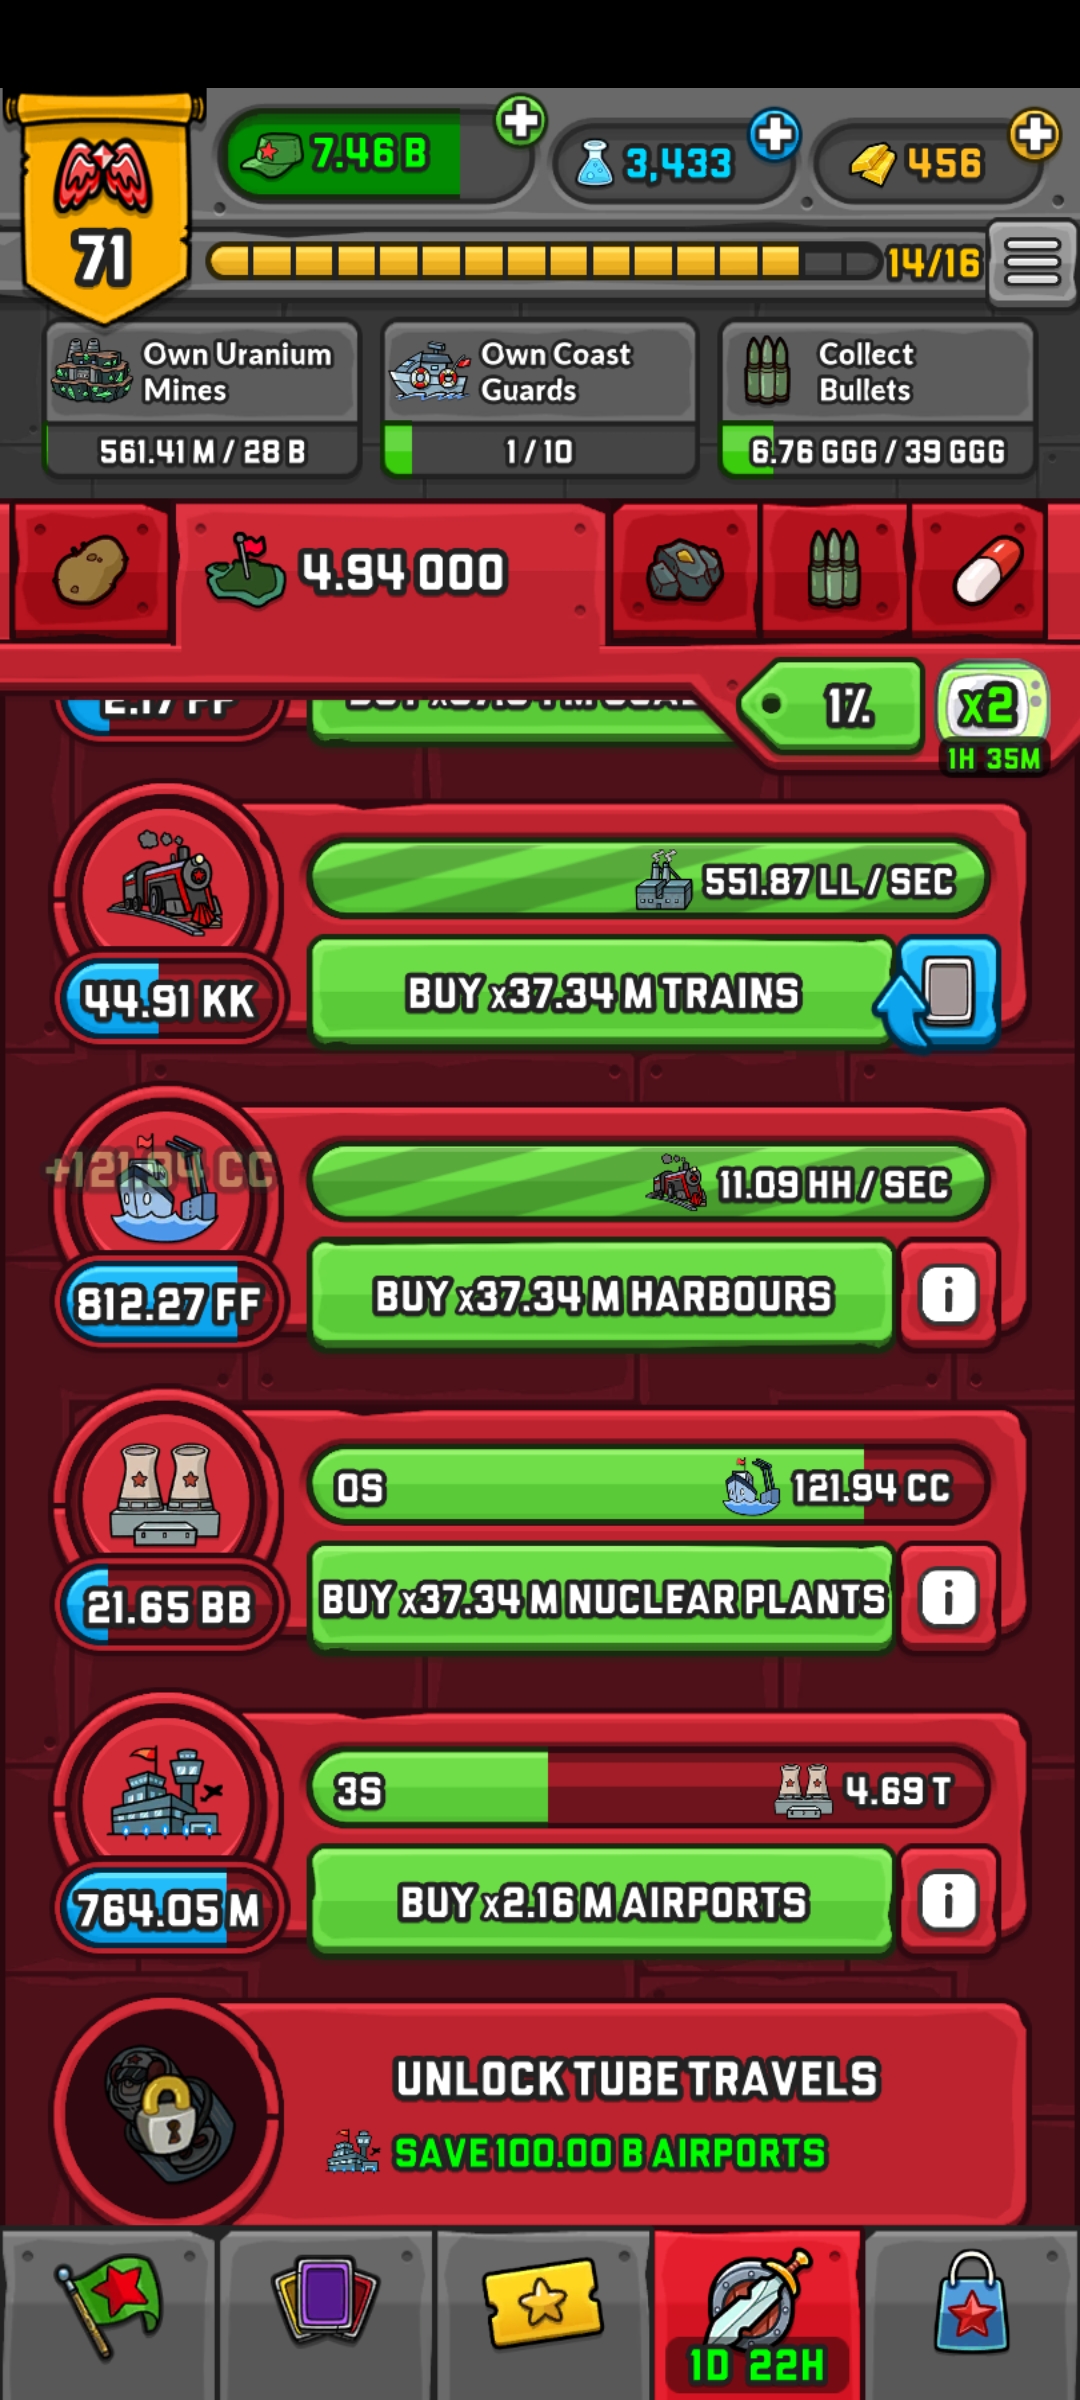 7.46 B
3,433
456
71
14/16
Own Uranium
Mines
561.41 M / 28 B
Own Coast
Guards
1 / 10
Collect
Bullets
6.76 GGG / 39 GGG
4.94 000
1%
x2
1H 35M
2.17 FF
551.87 LL / SEC
44.91 KK
BUY x37.34 M TRAINS
+121.94 CC
11.09 HH / SEC
812.27 FF
BUY x37.34 M HARBOURS
0S
121.94 CC
21.65 BB
BUY x37.34 M NUCLEAR PLANTS
3S
4.69 T
764.05 M
BUY x2.16 M AIRPORTS
UNLOCK TUBE TRAVELS
SAVE 100.00 B AIRPORTS
1D 22H